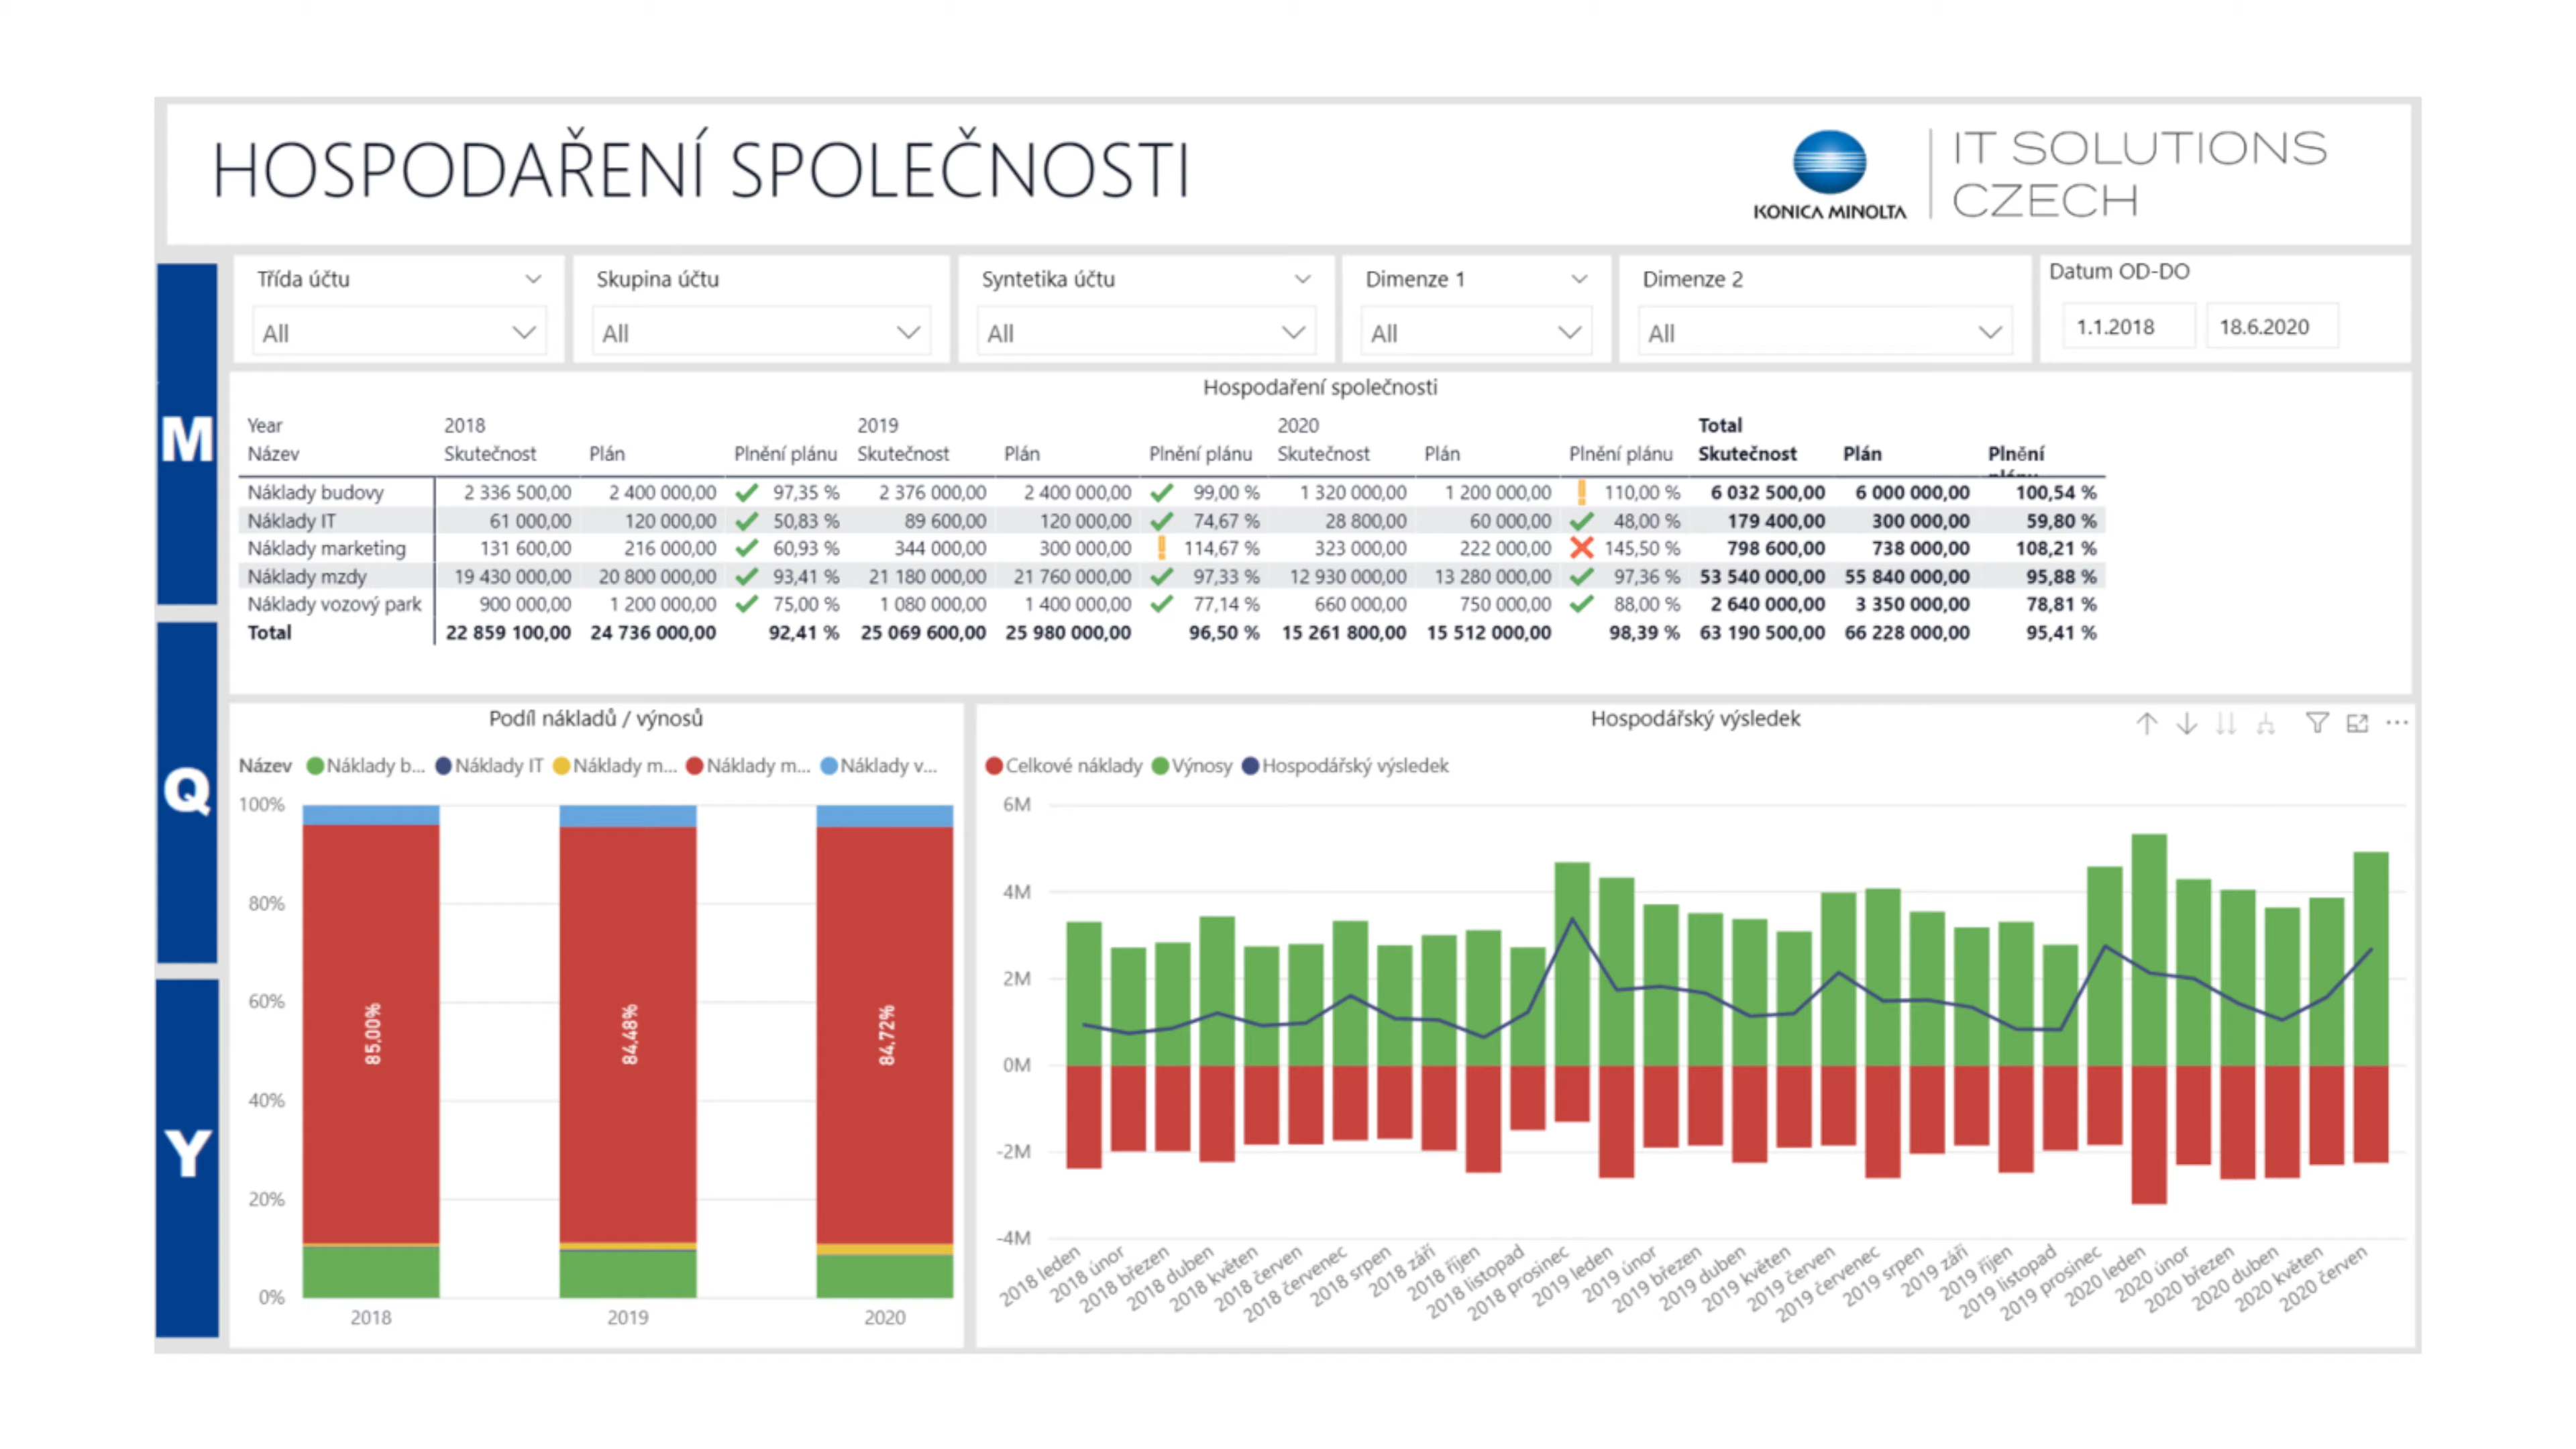 HOSPODAŘENÍ SPOLEČNOSTI
KONICA MINOLTA
IT SOLUTIONS
CZECH
M
Q
Y
Třída účtu
All
Skupina účtu
All
Syntetika účtu
All
Dimenze 1
All
Dimenze 2
All
Datum OD-DO
1.1.2018 18.6.2020
Hospodaření společnosti
Year 2018 2019 2020 Total
Název Skutečnost Plán Plnění plánu Skutečnost Plán Plnění plánu Skutečnost Plán Plnění plánu Skutečnost Plán Plnění
Náklady budovy 2 336 500,00 2 400 000,00 97,35 % 2 376 000,00 2 400 000,00 99,00 % 1 320 000,00 1 200 000,00 110,00 % 6 032 500,00 6 000 000,00 100,54 %
Náklady IT 61 000,00 120 000,00 50,83 % 89 600,00 120 000,00 74,67 % 28 800,00 60 000,00 48,00 % 179 400,00 300 000,00 59,80 %
Náklady marketing 131 600,00 216 000,00 60,93 % 344 000,00 300 000,00 114,67 % 323 000,00 222 000,00 145,50 % 798 600,00 738 000,00 108,21 %
Náklady mzdy 19 430 000,00 20 800 000,00 93,41 % 21 180 000,00 21 760 000,00 97,33 % 12 930 000,00 13 280 000,00 97,36 % 53 540 000,00 55 840 000,00 95,88 %
Náklady vozový park 900 000,00 1 200 000,00 75,00 % 1 080 000,00 1 400 000,00 77,14 % 660 000,00 750 000,00 88,00 % 2 640 000,00 3 350 000,00 78,81 %
Total 22 859 100,00 24 736 000,00 92,41 % 25 069 600,00 25 980 000,00 96,50 % 15 261 800,00 15 512 000,00 98,39 % 63 190 500,00 66 228 000,00 95,41 %
Podíl nákladů / výnosů
Název Náklady b... Náklady IT Náklady m... Náklady m... Náklady v...
100%
80%
60%
40%
20%
0%
85,00%
84,48%
84,72%
2018 2019 2020
Hospodářský výsledek
Celkové náklady Výnosy Hospodářský výsledek
6M
4M
2M
0M
-2M
-4M
2018 leden
2018 únor
2018 březen
2018 duben
2018 květen
2018 červen
2018 červenec
2018 srpen
2018 září
2018 říjen
2018 listopad
2018 prosinec
2019 leden
2019 únor
2019 březen
2019 duben
2019 květen
2019 červen
2019 červenec
2019 srpen
2019 září
2019 říjen
2019 listopad
2019 prosinec
2020 leden
2020 únor
2020 březen
2020 duben
2020 květen
2020 červen